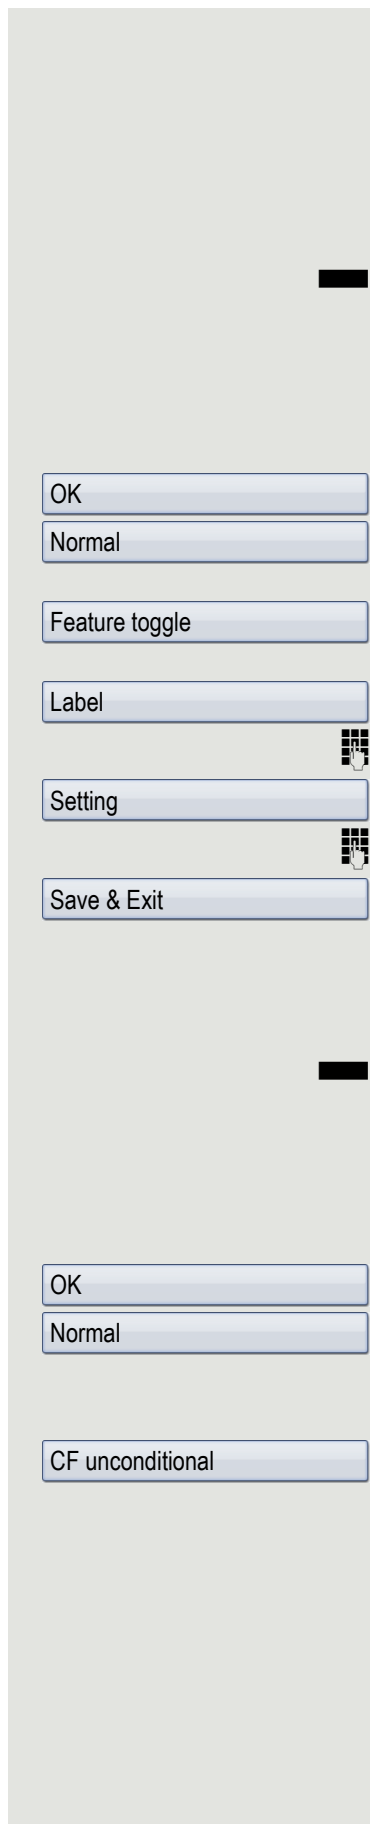 OK
Normal
Feature toggle
Label
Setting
Save & Exit
OK
Normal
CF unconditional